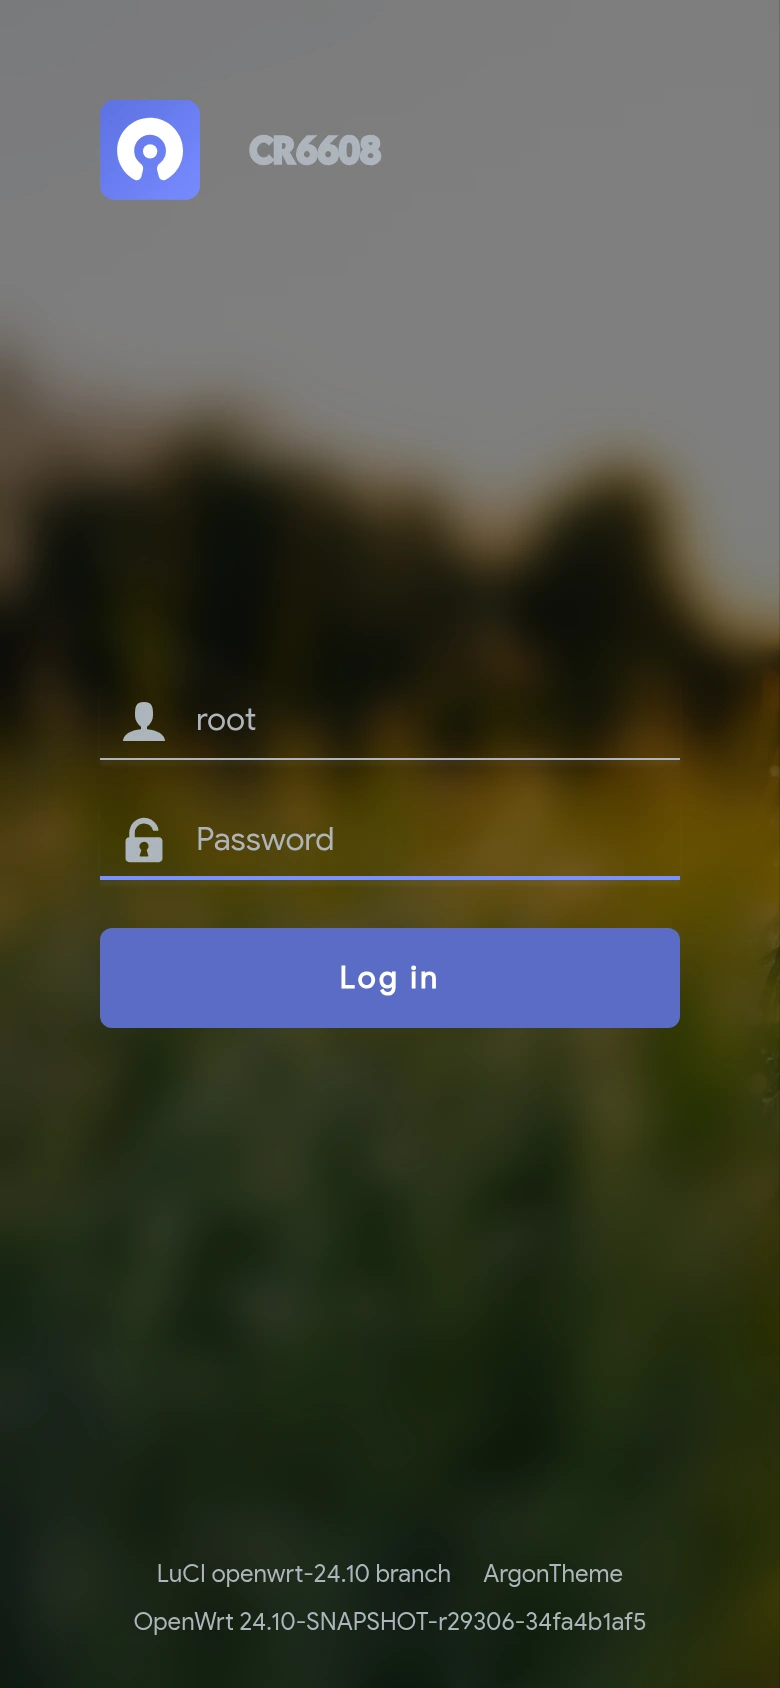 CR6608
root
Password
Log in
LuCI openwrt-24.10 branch ArgonTheme
OpenWrt 24.10-SNAPSHOT-r29306-34fa4b1af5